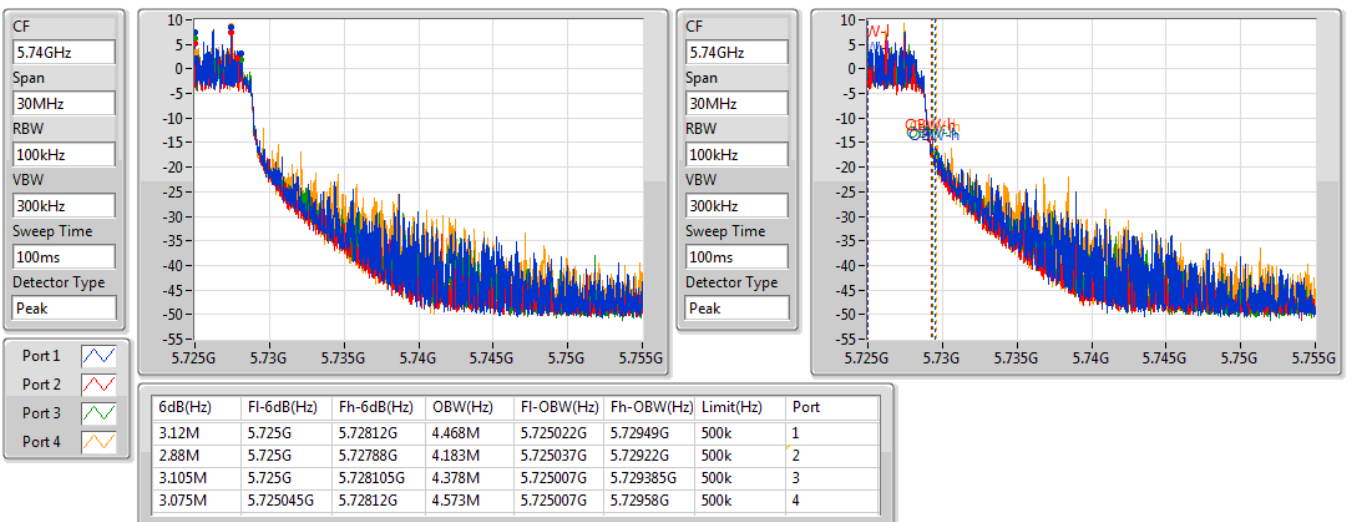 CF
5.74GHz
Span
30MHz
RBW
100kHz
VBW
300kHz
Sweep Time
100ms
Detector Type
Peak
10
5
0
-5
-10
-15
-20
-25
-30
-35
-40
-45
-50
-55
5.725G 5.73G 5.735G 5.74G 5.745G 5.75G 5.755G
CF
5.74GHz
Span
30MHz
RBW
100kHz
VBW
300kHz
Sweep Time
100ms
Detector Type
Peak
10
5
0
-5
-10
-15
-20
-25
-30
-35
-40
-45
-50
-55
W-l
OBW-h
5.725G 5.73G 5.735G 5.74G 5.745G 5.75G 5.755G
Port 1
Port 2
Port 3
Port 4
6dB(Hz) Fl-6dB(Hz) Fh-6dB(Hz) OBW(Hz) Fl-OBW(Hz) Fh-OBW(Hz) Limit(Hz) Port
3.12M 5.725G 5.72812G 4.468M 5.725022G 5.72949G 500k 1
2.88M 5.725G 5.72788G 4.183M 5.725037G 5.72922G 500k 2
3.105M 5.725G 5.728105G 4.378M 5.725007G 5.729385G 500k 3
3.075M 5.725045G 5.72812G 4.573M 5.725007G 5.72958G 500k 4